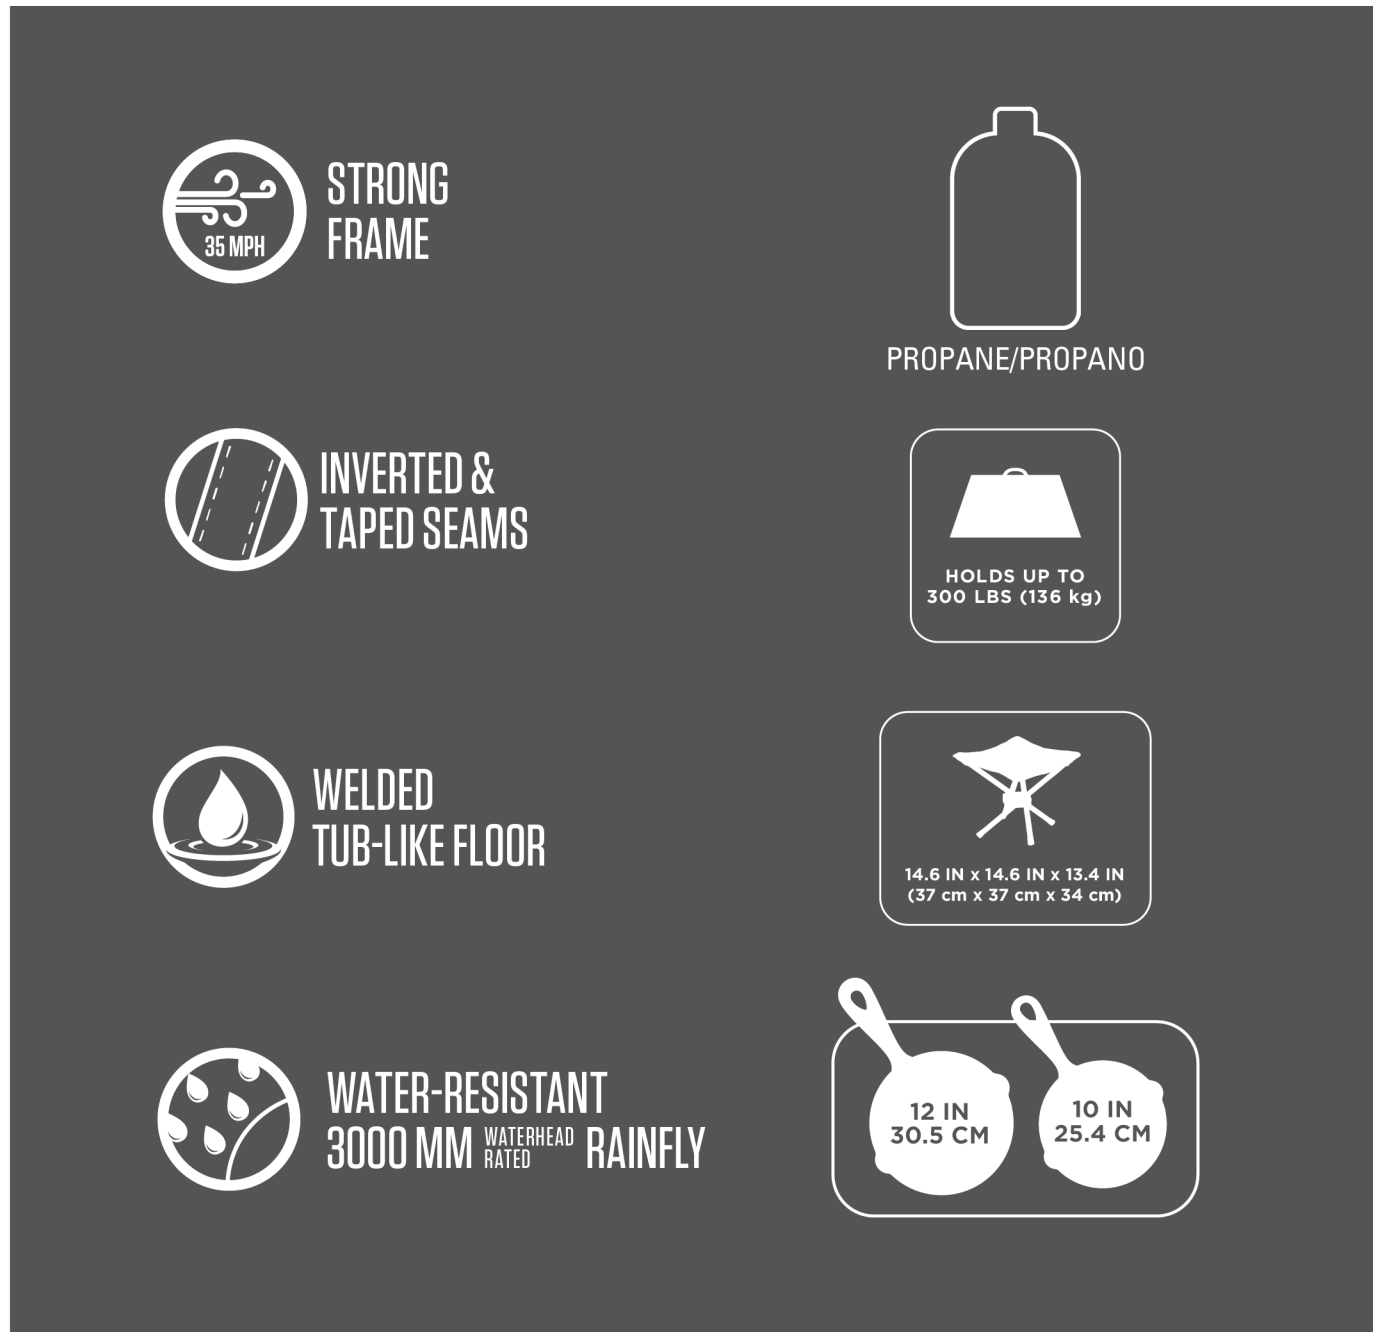 35 MPH
STRONG
FRAME
INVERTED &
TAPED SEAMS
WELDED
TUB-LIKE FLOOR
WATER-RESISTANT
3000 MM WATERHEAD RATED RAINFLY
PROPANE/PROPANO
HOLDS UP TO
300 LBS (136 kg)
14.6 IN x 14.6 IN x 13.4 IN
(37 cm x 37 cm x 34 cm)
12 IN
30.5 CM
10 IN
25.4 CM